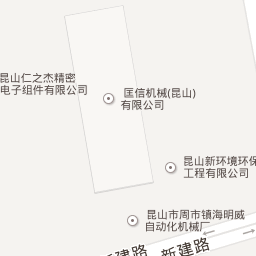 昆山仁之杰精密
电子组件有限公司
匡信机械(昆山)
有限公司
昆山新环境环保
工程有限公司
昆山市周市镇海明威
自动化机械厂
新建路
新建路